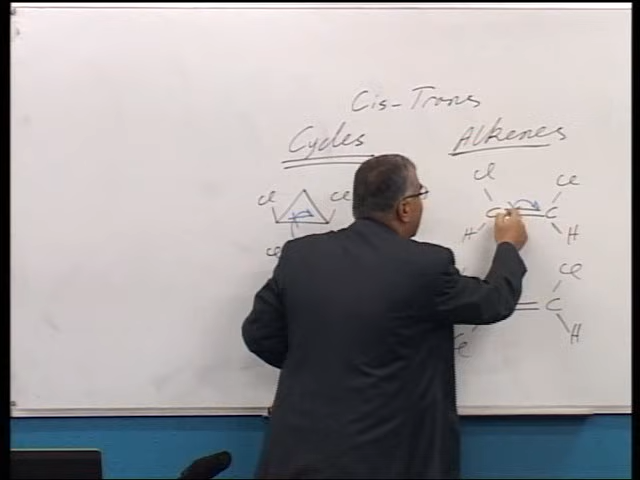 Cis-Trans
Cycles Alkenes
Cl Cl Cl Cl
C C
H H
Cl Cl
C
H
Cl